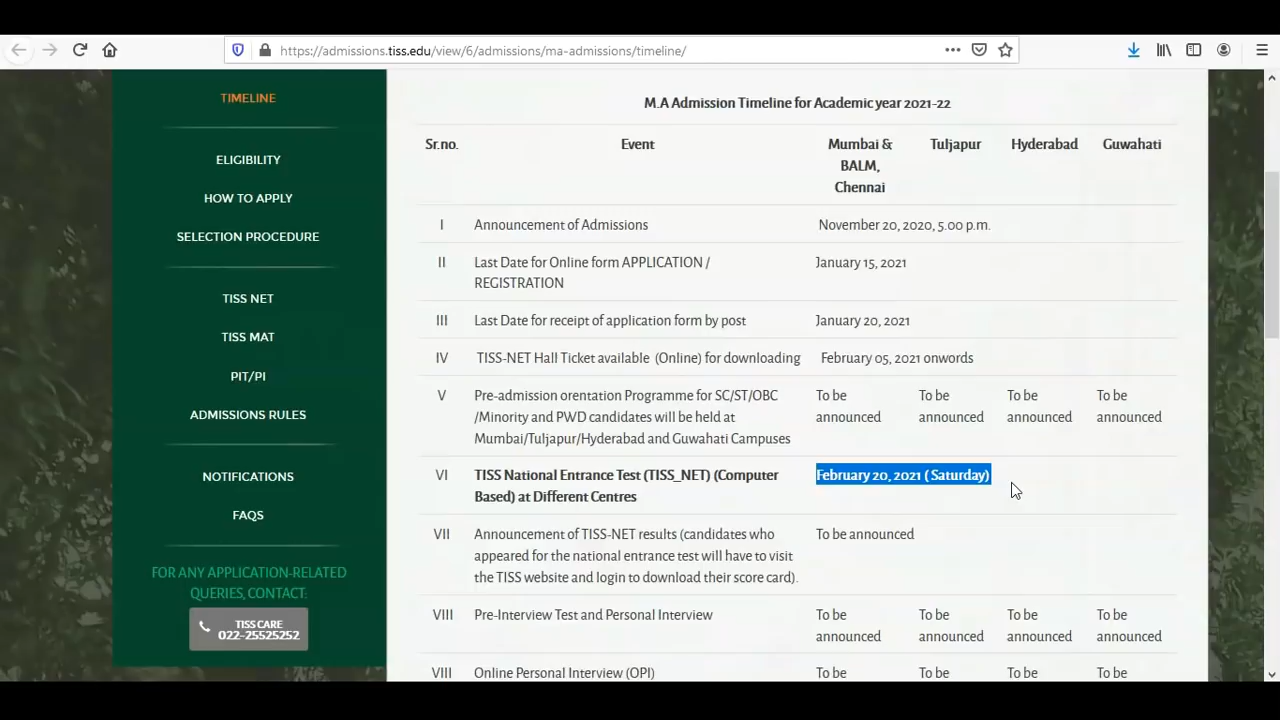 https://admissions.tiss.edu/view/6/admissions/ma-admissions/timeline/
TIMELINE
ELIGIBILITY
HOW TO APPLY
SELECTION PROCEDURE
TISS NET
TISS MAT
PIT/PI
ADMISSIONS RULES
NOTIFICATIONS
FAQS
FOR ANY APPLICATION-RELATED
QUERIES, CONTACT:
TISS CARE
022-25525252
M.A Admission Timeline for Academic year 2021-22
Sr.no. Event Mumbai & Tuljapur Hyderabad Guwahati
BALM,
Chennai
I Announcement of Admissions November 20, 2020, 5.00 p.m.
II Last Date for Online form APPLICATION / January 15, 2021
REGISTRATION
III Last Date for receipt of application form by post January 20, 2021
IV TISS-NET Hall Ticket available (Online) for downloading February 05, 2021 onwords
V Pre-admission orentation Programme for SC/ST/OBC To be To be To be To be
/Minority and PWD candidates will be held at announced announced announced announced
Mumbai/Tuljapur/Hyderabad and Guwahati Campuses
VI TISS National Entrance Test (TISS_NET) (Computer February 20, 2021 ( Saturday)
Based) at Different Centres
VII Announcement of TISS-NET results (candidates who To be announced
appeared for the national entrance test will have to visit
the TISS website and login to download their score card).
VIII Pre-Interview Test and Personal Interview To be To be To be To be
announced announced announced announced
VIII Online Personal Interview (OPI) To be To be To be To be